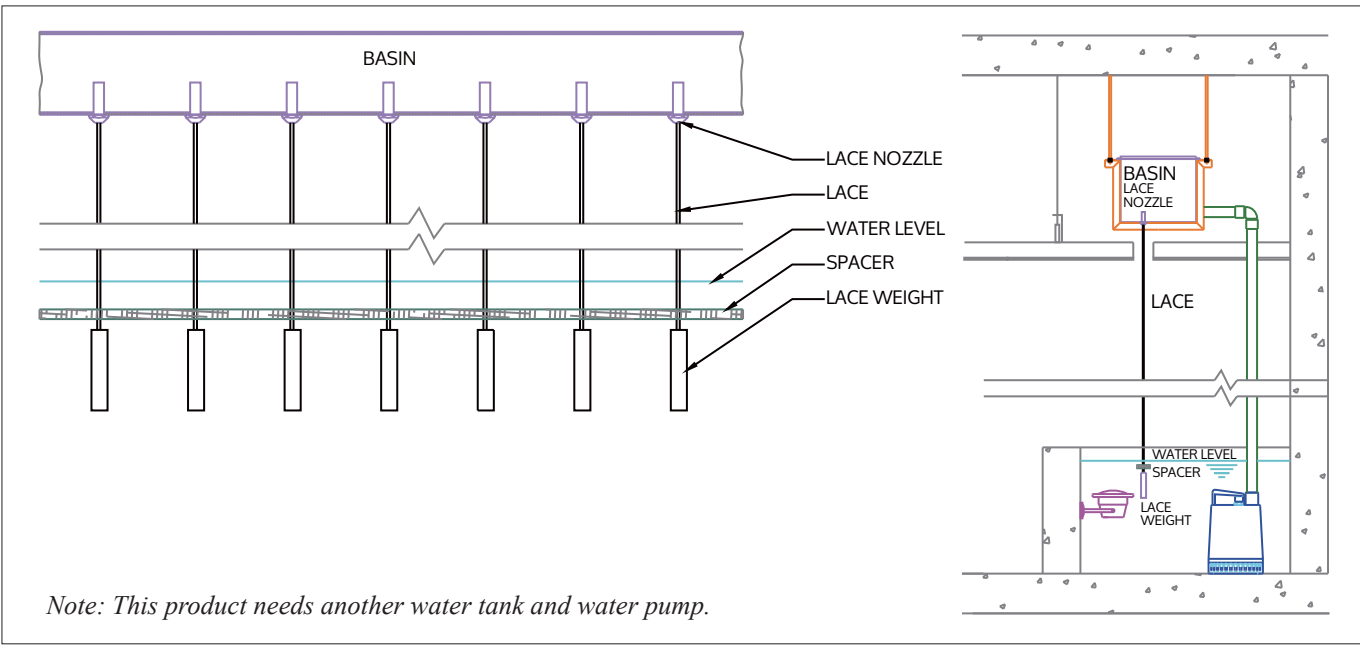 BASIN
LACE NOZZLE
LACE
WATER LEVEL
SPACER
LACE WEIGHT
Note: This product needs another water tank and water pump.
BASIN
LACE
NOZZLE
LACE
WATER LEVEL
SPACER
LACE
WEIGHT